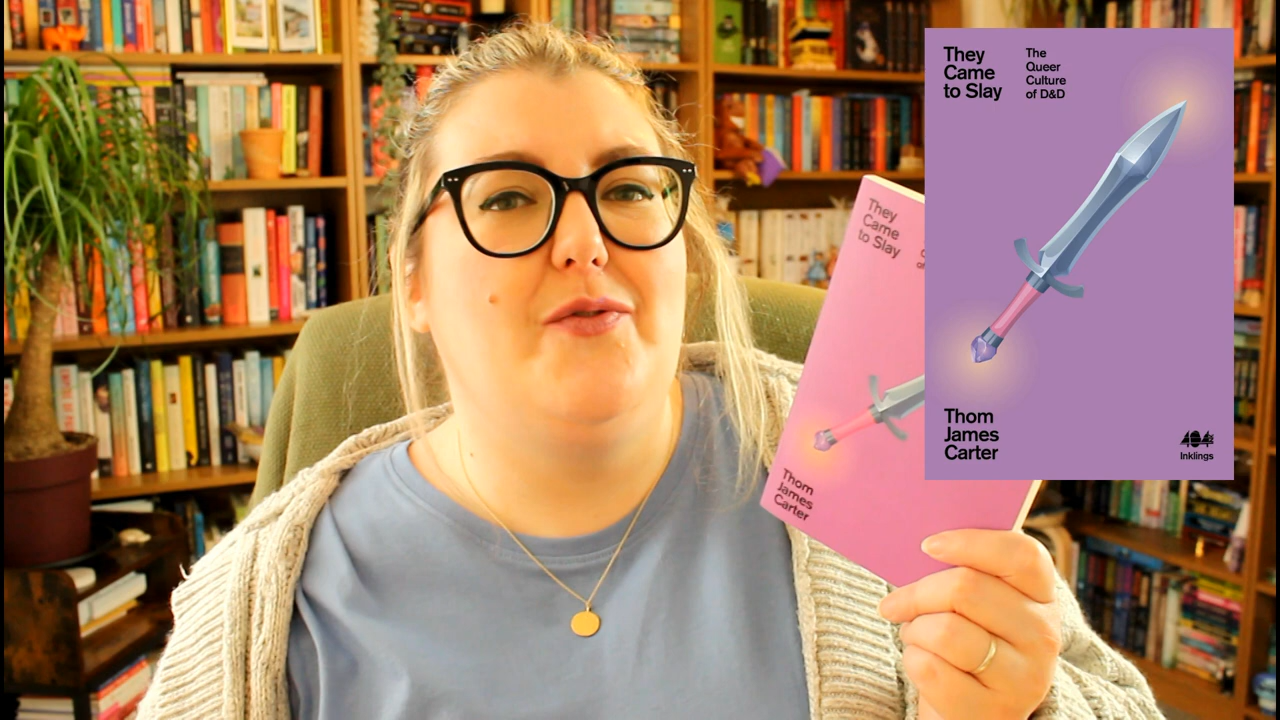 They
Came
to Slay
The
Queer
Culture
of D&D
Thom
James
Carter
404
Inklings
They
Came
to Slay
Thom
James
Carter